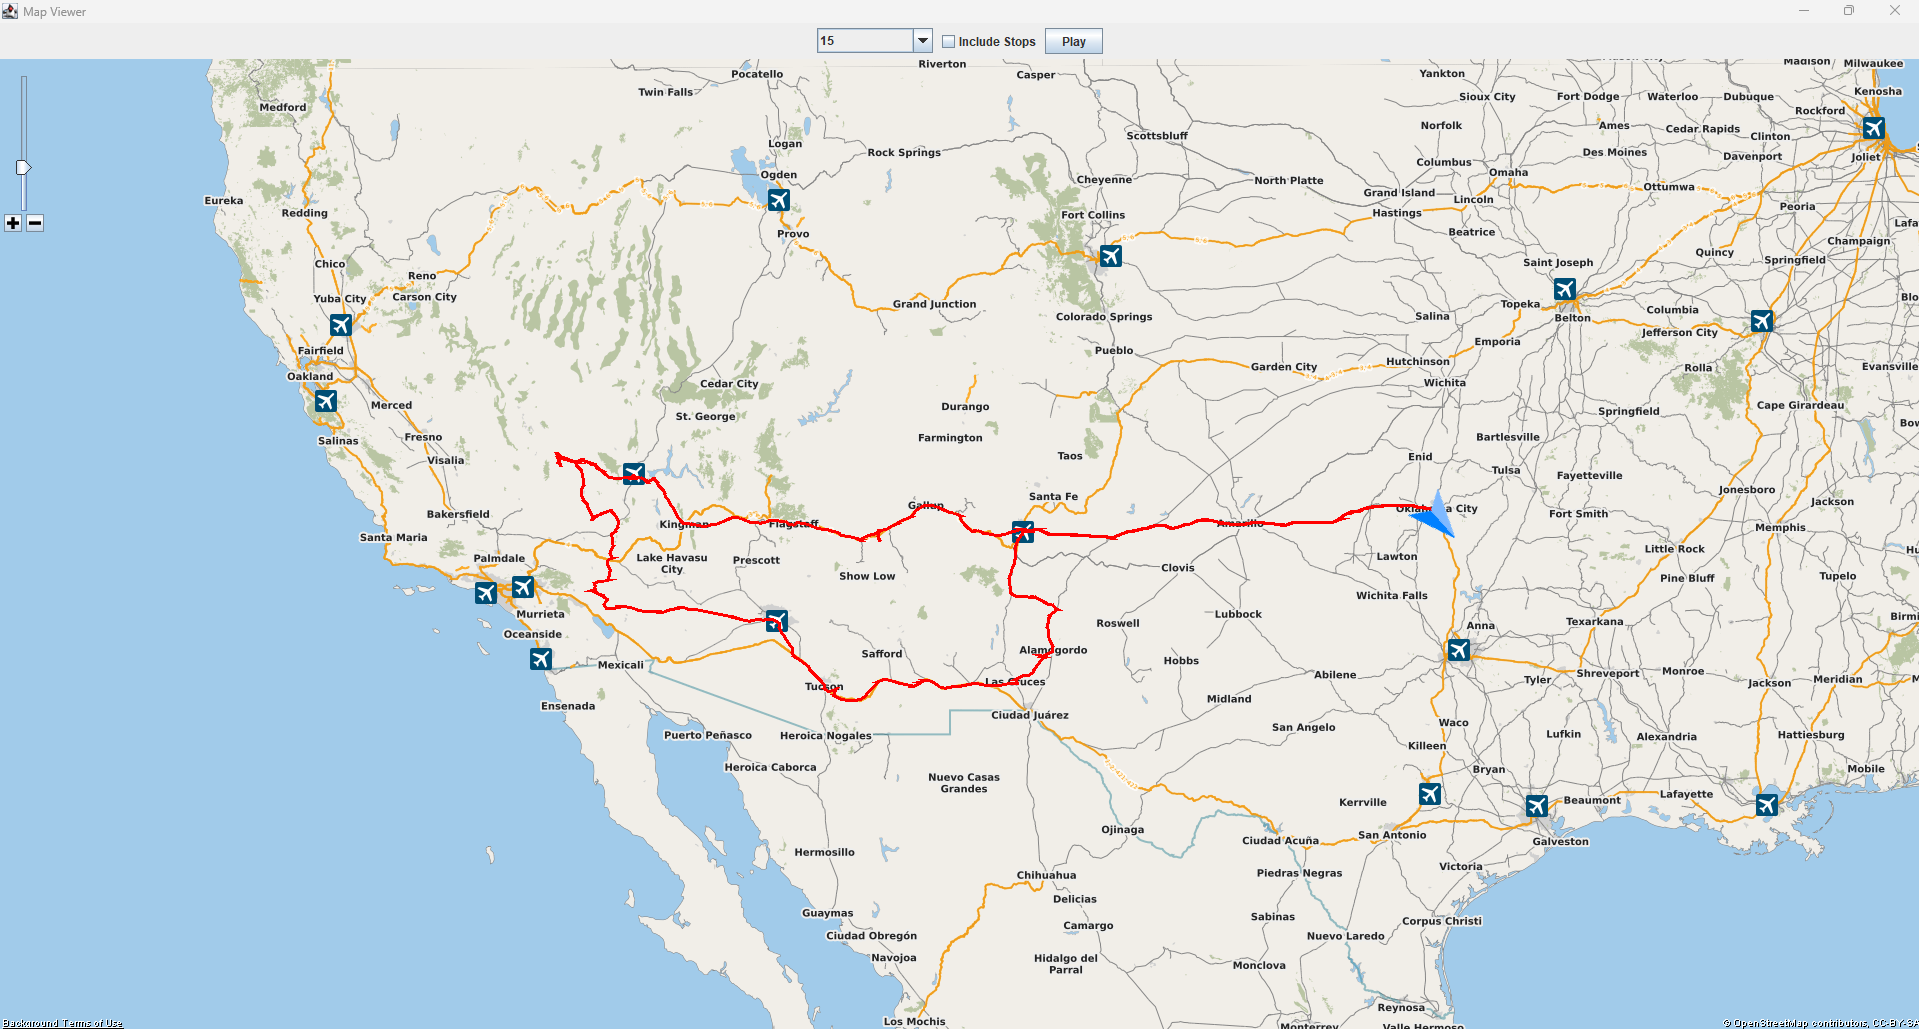 Map Viewer
15
Include Stops
Play
Riverton
Madison
Milwaukee
Pocatello
Casper
Yankton
Twin Falls
Kenosha
Sioux City
Fort Dodge
Waterloo
Dubuque
Medford
Rockford
Scottsbluff
Norfolk
Ames
Cedar Rapids
Clinton
Logan
Rock Springs
Des Moines
Davenport
Joliet
Columbus
Ogden
Cheyenne
North Platte
Omaha
Grand Island
Ottumwa
Eureka
Lincoln
Peoria
Redding
Fort Collins
Hastings
Lafa
Provo
Beatrice
Champaign
Quincy
Springfield
Chico
Saint Joseph
Reno
Yuba City
Carson City
Grand Junction
Topeka
Columbia
Blo
Colorado Springs
Salina
Belton
Jefferson City
Fairfield
Pueblo
Emporia
Oakland
Cedar City
Garden City
Hutchinson
Rolla
Evansville
Wichita
Merced
Durango
St. George
Springfield
Cape Girardeau
Salinas
Fresno
Farmington
Bartlesville
Bow
Visalia
Taos
Enid
Tulsa
Fayetteville
Jonesboro
Santa Fe
Jackson
Bakersfield
Gallup
Oklahoma City
Fort Smith
Kingman
Flagstaff
Amarillo
Memphis
Santa Maria
Palmdale
Lake Havasu
City
Prescott
Lawton
Little Rock
Hu
Show Low
Clovis
Pine Bluff
Tupelo
Wichita Falls
Murrieta
Lubbock
Roswell
Anna
Texarkana
Birmi
Oceanside
Safford
Alamogordo
Mexicali
Hobbs
Abilene
Tyler
Shreveport
Monroe
Tucson
Las Cruces
Jackson
Meridian
M
Ensenada
Midland
Ciudad Juárez
Waco
Puerto Peñasco
Heroica Nogales
San Angelo
Lufkin
Alexandria
Hattiesburg
Killeen
Heroica Caborca
Bryan
Mobile
Nuevo Casas
Grandes
Kerrville
Beaumont
Lafayette
Ojinaga
San Antonio
Ciudad Acuña
Galveston
Hermosillo
Victoria
Chihuahua
Piedras Negras
Delicias
Guaymas
Sabinas
Corpus Christi
Camargo
Ciudad Obregón
Nuevo Laredo
Navojoa
Hidalgo del
Parral
Monclova
Reynosa
Los Mochis
Monterrey
Valle Hermoso
Background Terms of Use
© OpenStreetMap contributors, CC-BY-SA